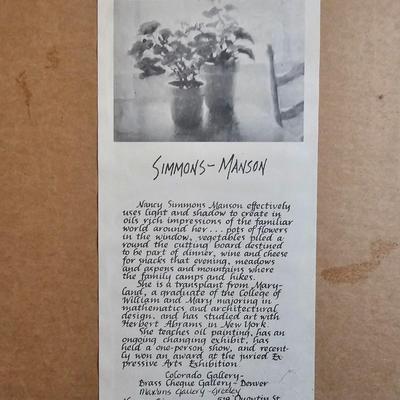 SIMMONS-MANSON
Nancy Simmons Manson effectively
uses light and shadow to create in
oils rich impressions of the familiar
world around her... pots of flowers
in the window, vegetables piled a
round the cutting board destined
to be part of dinner, wine and cheese
for snacks that evening, meadows
and aspens and mountains where
the family camps and hikes.
She is a transplant from Mary-
land, a graduate of the College of
William and Mary majoring in
mathematics and architectural
design, and has studied art with
Herbert Abrams in New York.
She teaches oil painting, has an
ongoing changing exhibit, has
held a one-person show, and recent-
ly won an award at the juried Ex
pressive Arts Exhibition.
Colorado Gallery-
Brass Cheque Gallery-Denver
Maxims Gallery-Greeley
519 Quentin St.